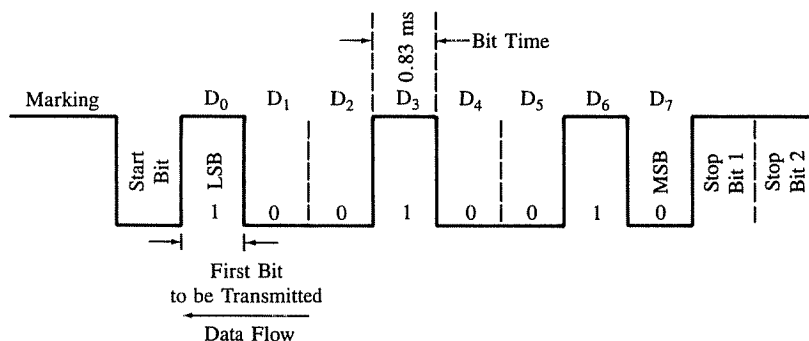 0.83 ms
Bit Time
Marking D₀ D₁ D₂ D₃ D₄ D₅ D₆ D₇
Start Bit
LSB
MSB
Stop Bit 1
Stop Bit 2
1 0 0 1 0 0 1 0
First Bit
to be Transmitted
Data Flow